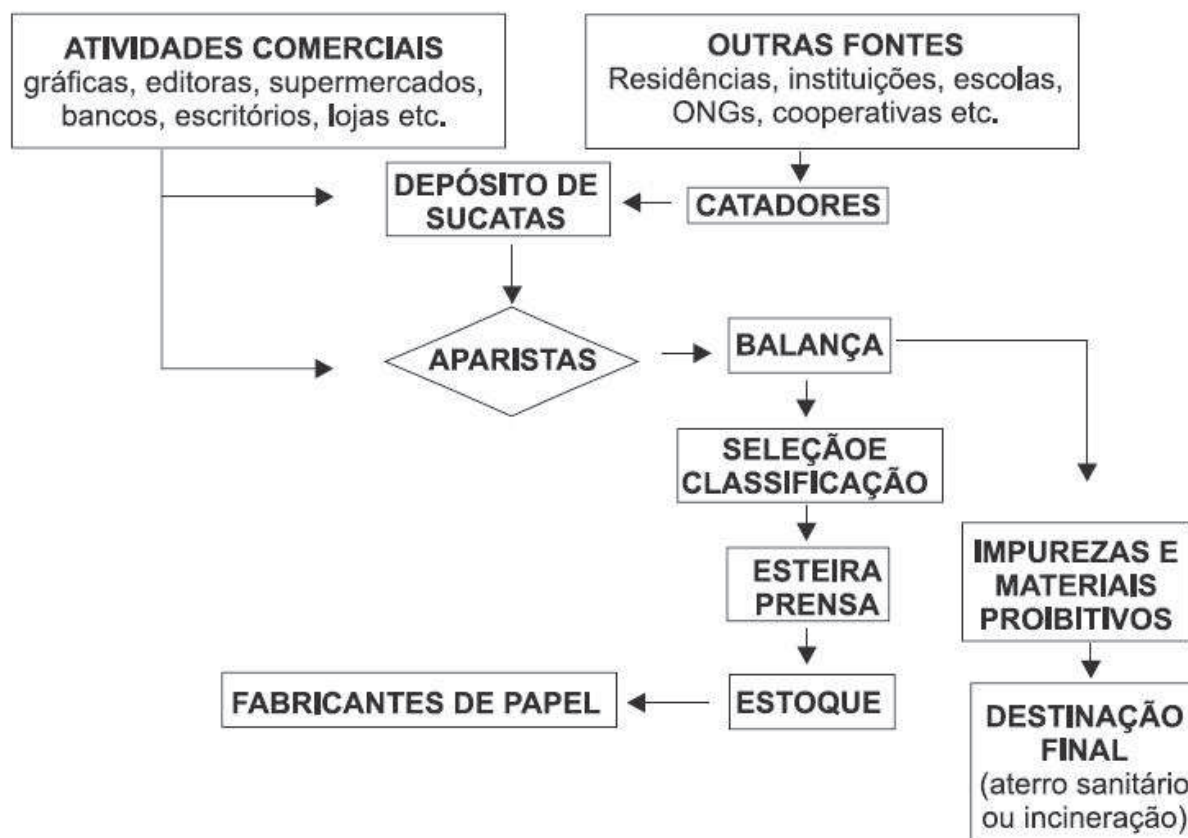 ATIVIDADES COMERCIAIS
gráficas, editoras, supermercados,
bancos, escritórios, lojas etc.
OUTRAS FONTES
Residências, instituições, escolas,
ONGs, cooperativas etc.
DEPÓSITO DE
SUCATAS
CATADORES
APARISTAS
BALANÇA
SELEÇÃOE
CLASSIFICAÇÃO
ESTEIRA
PRENSA
IMPUREZAS E
MATERIAIS
PROIBITIVOS
FABRICANTES DE PAPEL
ESTOQUE
DESTINAÇÃO
FINAL
(aterro sanitário
ou incineração)